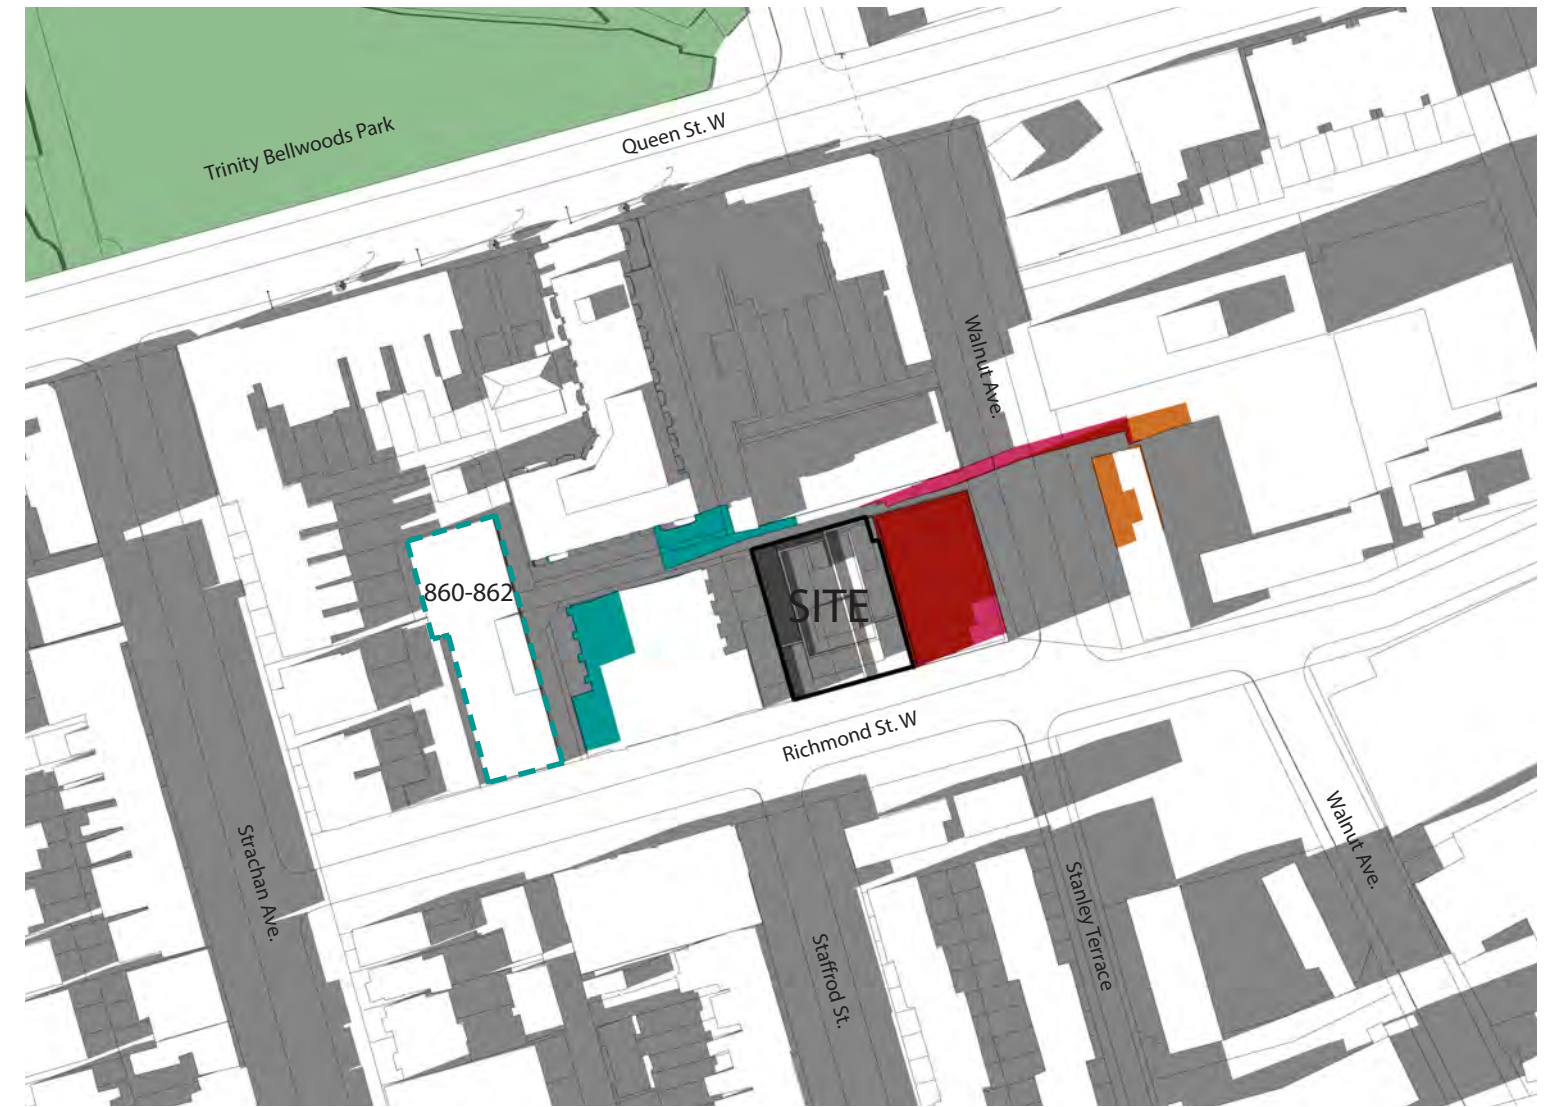 Trinity Bellwoods Park
Queen St. W
Walnut Ave.
860-862
SITE
Richmond St. W
Strachan Ave.
Staffrod St.
Stanley Terrace
Walnut Ave.